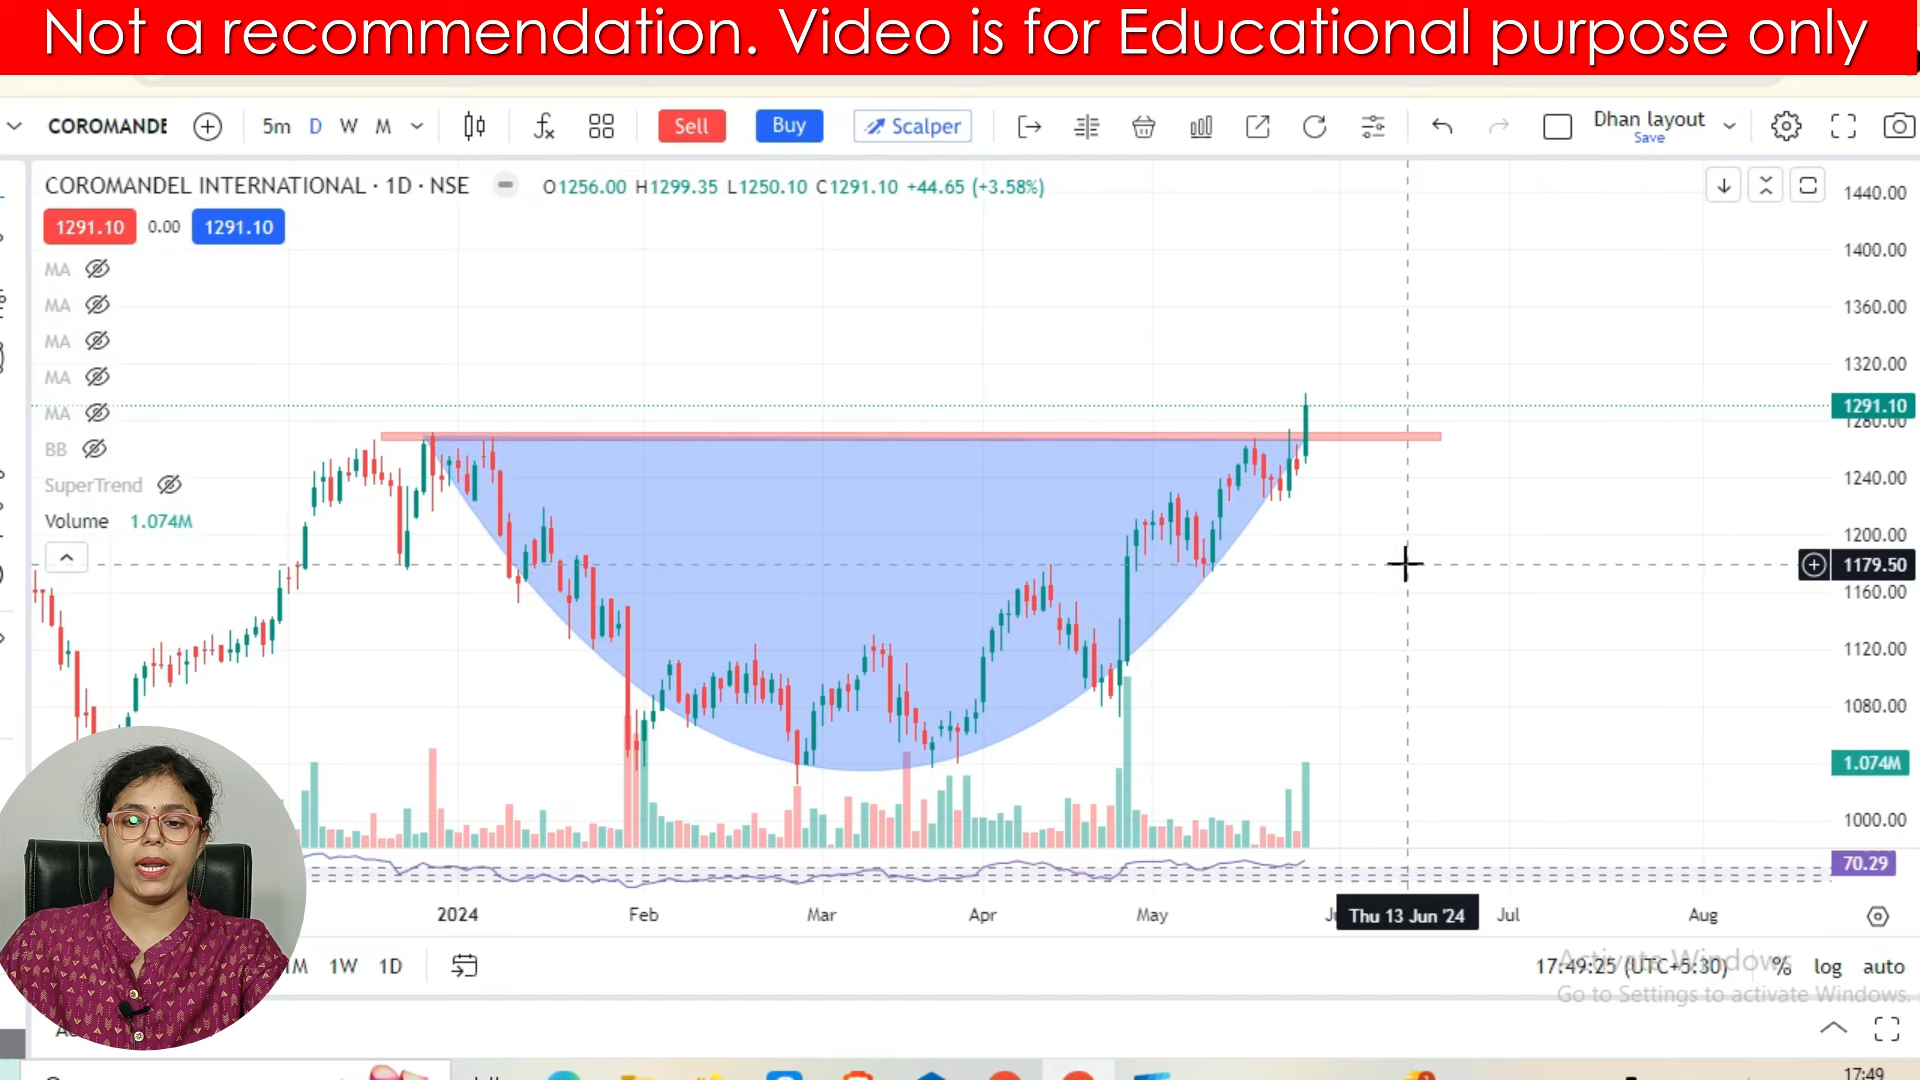 Not a recommendation. Video is for Educational purpose only
COROMANDE 5m D W M Sell Buy Scalper Dhan layout
Save
COROMANDEL INTERNATIONAL · 1D · NSE O1256.00 H1299.35 L1250.10 C1291.10 +44.65 (+3.58%)
1291.10 0.00 1291.10
MA
MA
MA
MA
MA
BB
SuperTrend
Volume 1.074M
1440.00
1400.00
1360.00
1320.00
1291.10
1280.00
1240.00
1200.00
1179.50
1160.00
1120.00
1080.00
1.074M
1000.00
70.29
2024 Feb Mar Apr May Thu 13 Jun '24 Jul Aug
1W 1D
17:49:25 (UTC+5:30) % log auto
Activate Windows
Go to Settings to activate Windows.
17:49